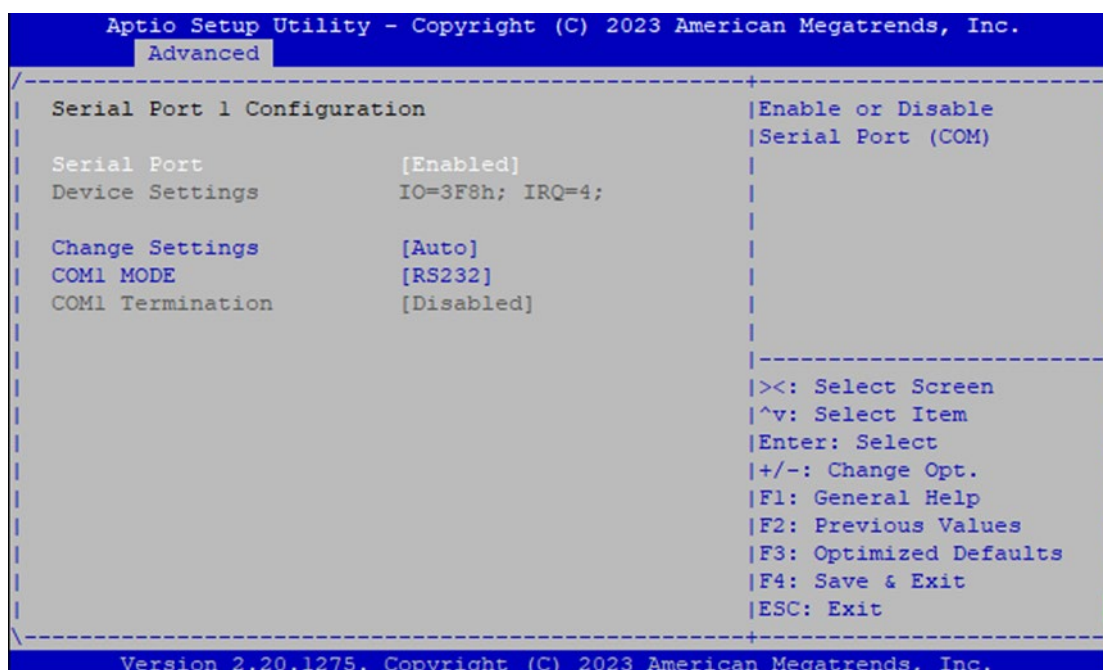 Aptio Setup Utility - Copyright (C) 2023 American Megatrends, Inc.
Advanced
Serial Port 1 Configuration
Serial Port [Enabled]
Device Settings IO=3F8h; IRQ=4;
Change Settings [Auto]
COM1 MODE [RS232]
COM1 Termination [Disabled]
Enable or Disable
Serial Port (COM)
><: Select Screen
^v: Select Item
Enter: Select
+/-: Change Opt.
F1: General Help
F2: Previous Values
F3: Optimized Defaults
F4: Save & Exit
ESC: Exit
Version 2.20.1275. Copyright (C) 2023 American Megatrends, Inc.